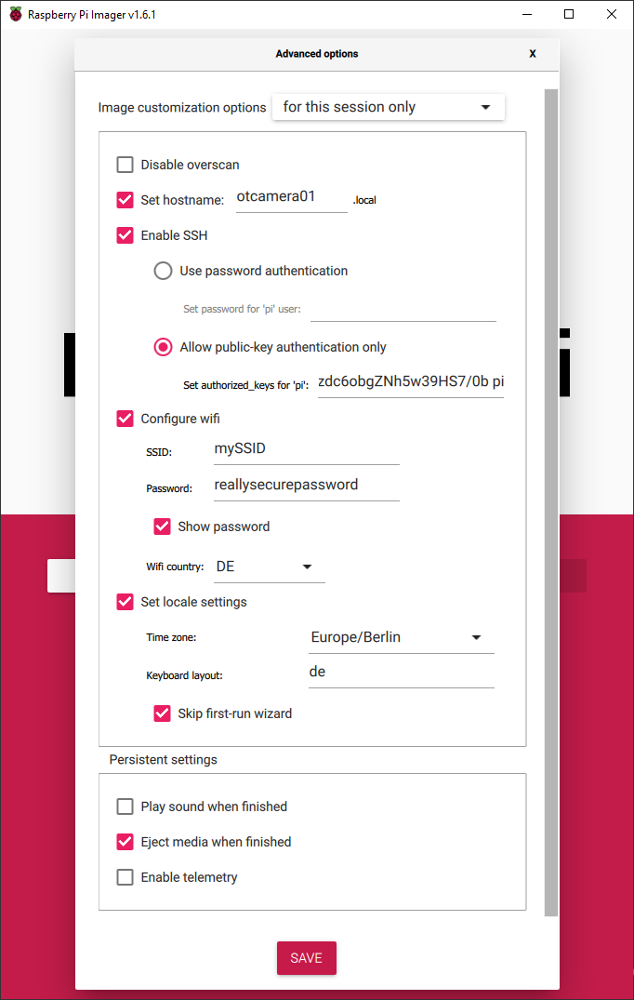 Raspberry Pi Imager v1.6.1
Advanced options X
Image customization options for this session only
Disable overscan
Set hostname: otcamera01 .local
Enable SSH
Use password authentication
Set password for 'pi' user:
Allow public-key authentication only
Set authorized_keys for 'pi': zdc6obgZNh5w39HS7/0b pi
Configure wifi
SSID: mySSID
Password: reallysecurepassword
Show password
Wifi country: DE
Set locale settings
Time zone: Europe/Berlin
Keyboard layout: de
Skip first-run wizard
Persistent settings
Play sound when finished
Eject media when finished
Enable telemetry
SAVE